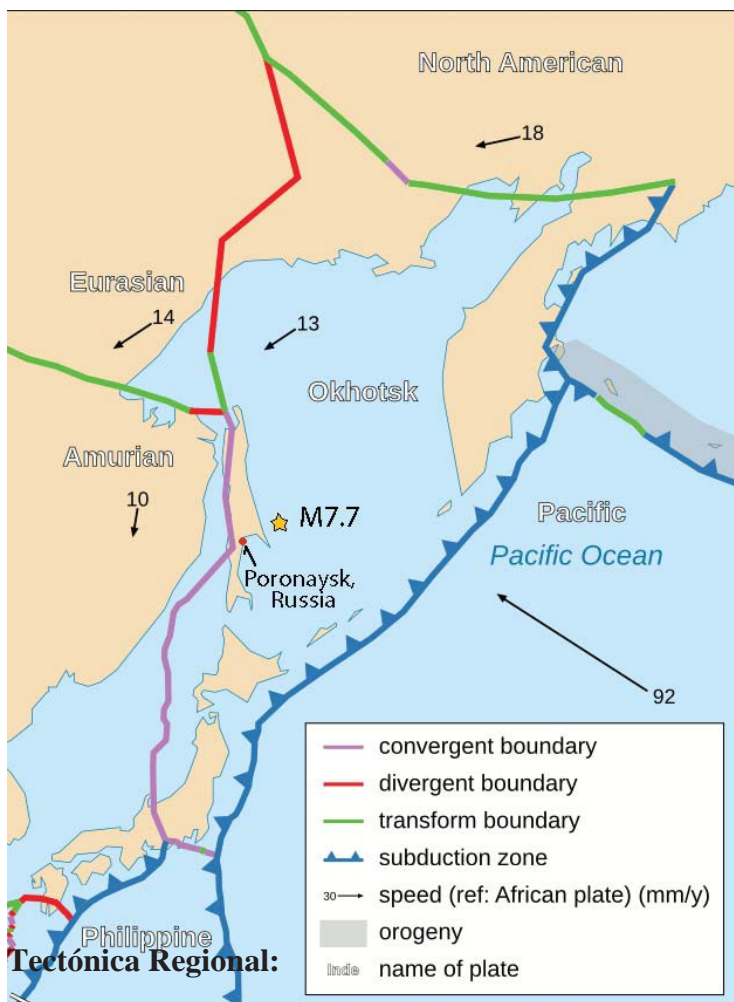 North American
18
Eurasian
14
13
Okhotsk
Amurian
10
M7.7
Pacific
Pacific Ocean
Poronaysk,
Russia
92
convergent boundary
divergent boundary
transform boundary
subduction zone
30 speed (ref: African plate) (mm/y)
orogeny
Inde name of plate
Philippine
Tectónica Regional: